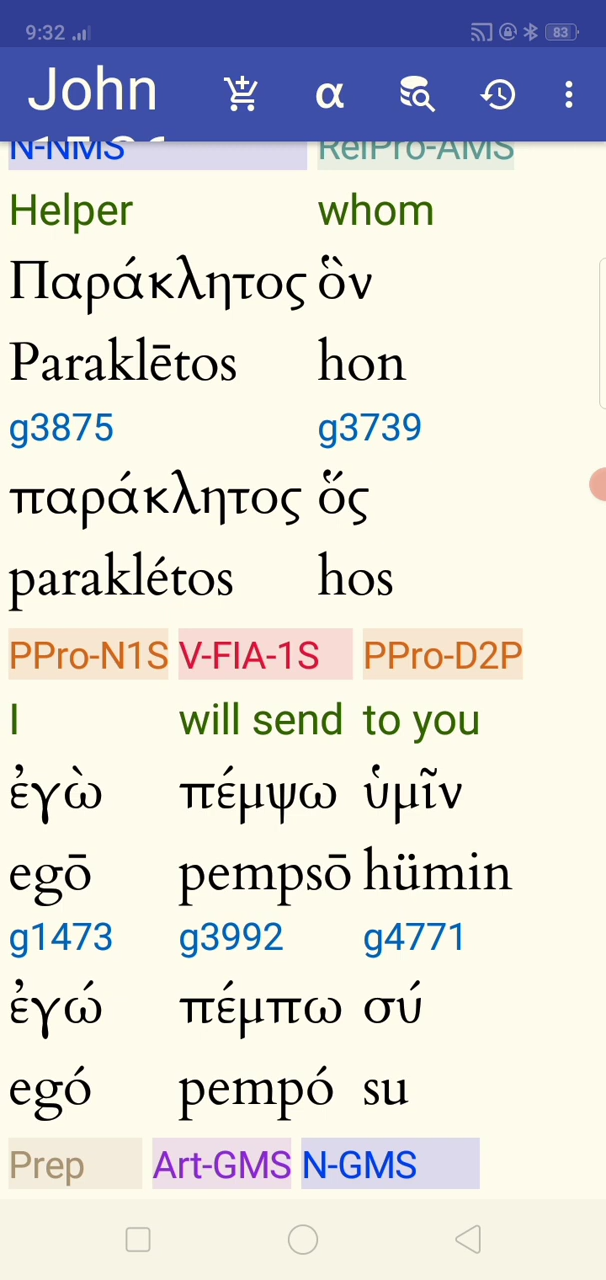 9:32
83
John
α
N-NMS RelPro-AMS
Helper whom
Παράκλητος ὃν
Paraklētos hon
g3875 g3739
παράκλητος ὅς
paraklétos hos
PPro-N1S V-FIA-1S PPro-D2P
I will send to you
ἐγὼ πέμψω ὑμῖν
egō pempsō hümin
g1473 g3992 g4771
ἐγώ πέμπω σύ
egó pempó su
Prep Art-GMS N-GMS